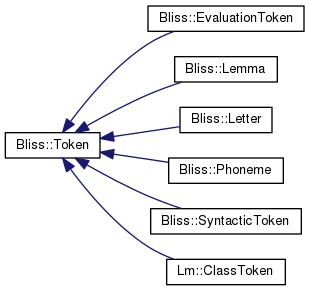 Bliss::EvaluationToken
Bliss::Lemma
Bliss::Letter
Bliss::Token
Bliss::Phoneme
Bliss::SyntacticToken
Lm::ClassToken